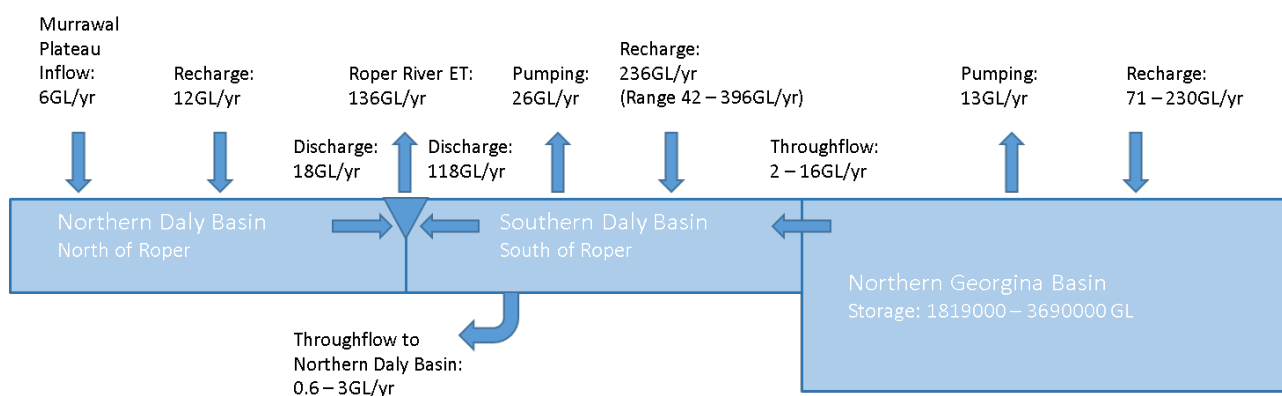 Murrawal
Plateau
Inflow:
6GL/yr
Recharge:
12GL/yr
Roper River ET:
136GL/yr
Pumping:
26GL/yr
Recharge:
236GL/yr
(Range 42 – 396GL/yr)
Pumping:
13GL/yr
Recharge:
71 – 230GL/yr
Discharge:
18GL/yr
Discharge:
118GL/yr
Throughflow:
2 – 16GL/yr
Northern Daly Basin
North of Roper
Southern Daly Basin
South of Roper
Northern Georgina Basin
Storage: 1819000 – 3690000 GL
Throughflow to
Northern Daly Basin:
0.6 – 3GL/yr